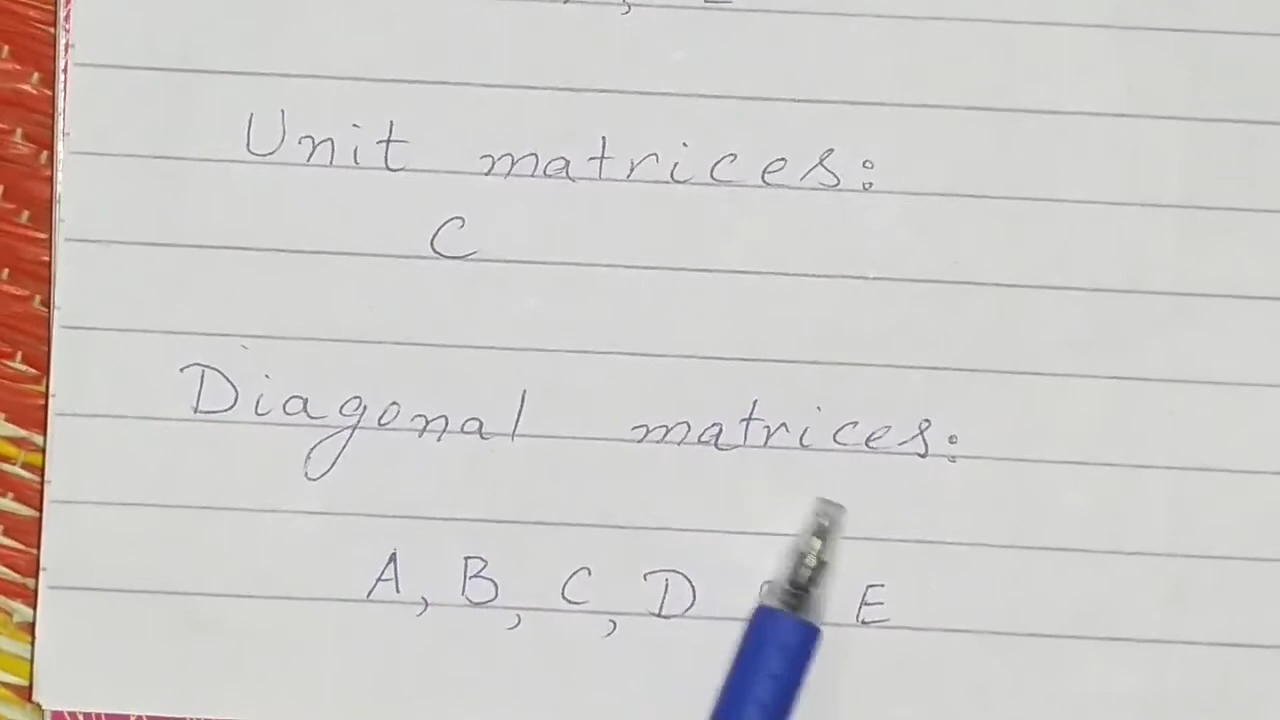 Unit matrices:
C
Diagonal matrices:
A, B, C, D E